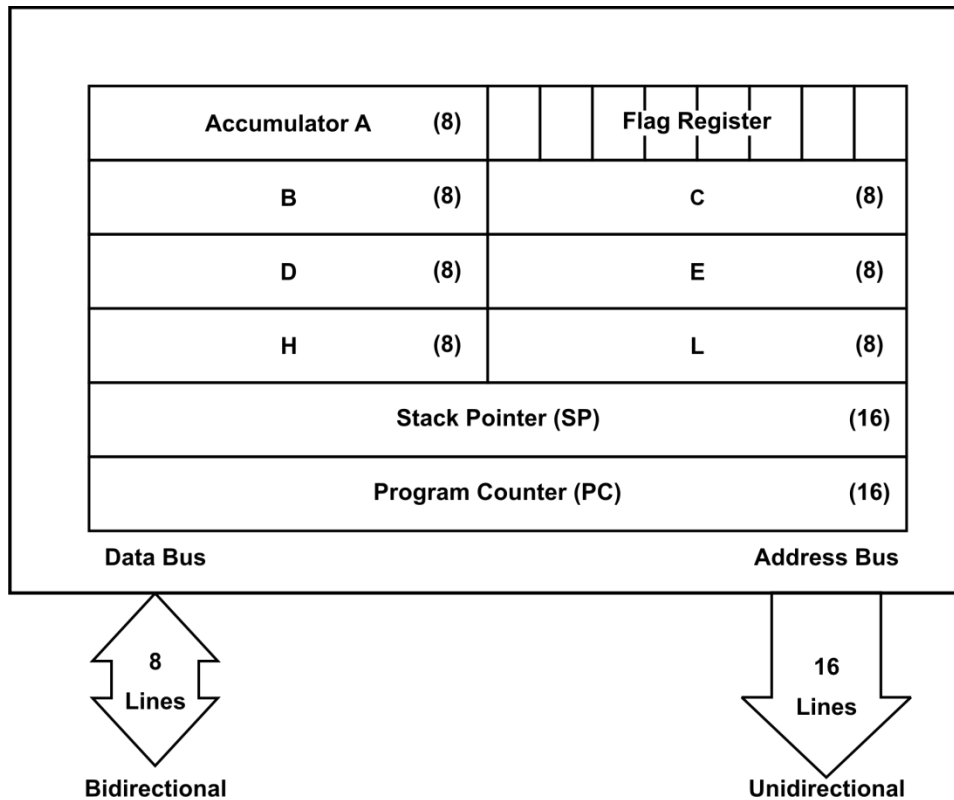 Accumulator A (8) Flag Register
B (8) C (8)
D (8) E (8)
H (8) L (8)
Stack Pointer (SP) (16)
Program Counter (PC) (16)
Data Bus Address Bus
8
Lines
16
Lines
Bidirectional Unidirectional